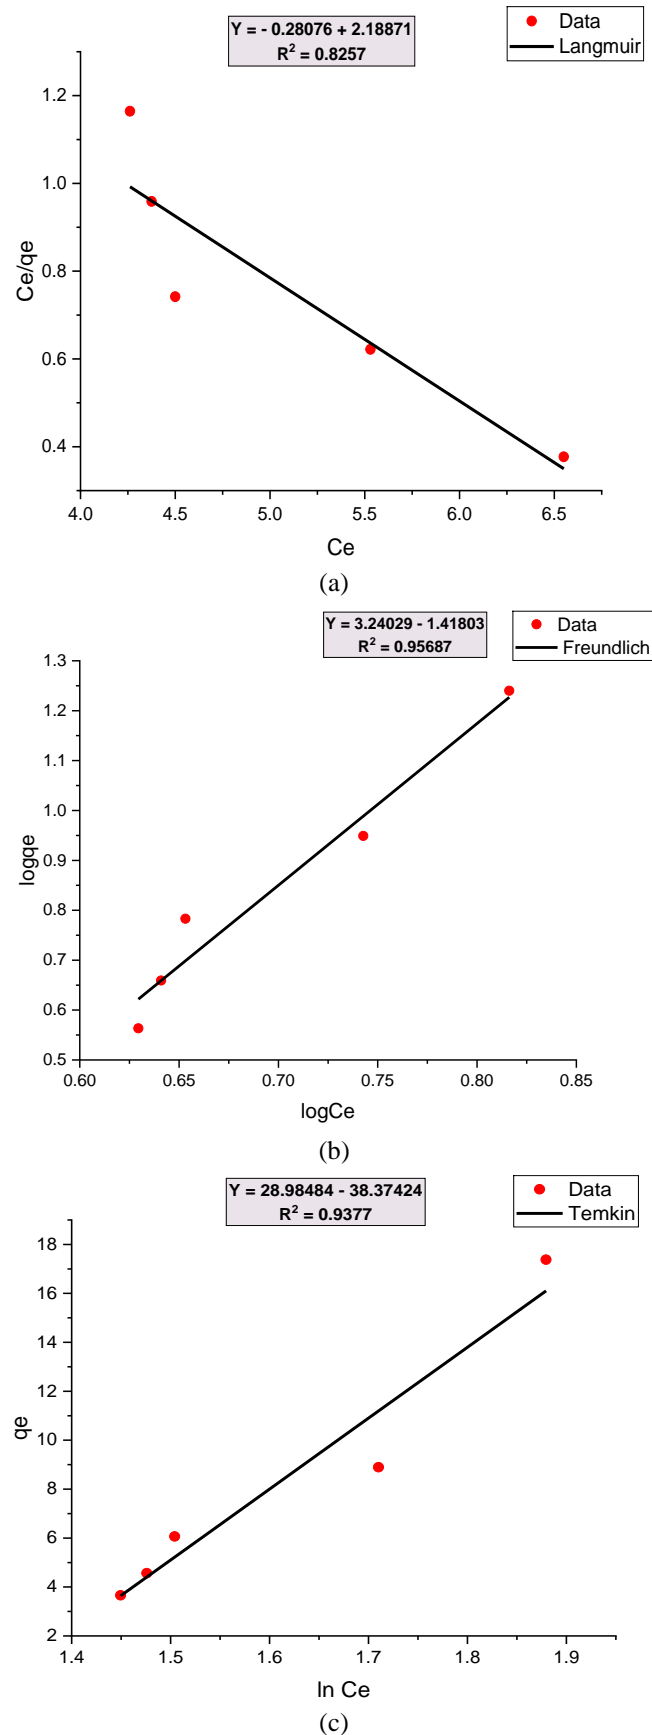 Y = - 0.28076 + 2.18871
R² = 0.8257
Data
Langmuir
1.2
1.0
0.8
0.6
0.4
Ce/qe
4.0 4.5 5.0 5.5 6.0 6.5
Ce
(a)
Y = 3.24029 - 1.41803
R² = 0.95687
Data
Freundlich
1.3
1.2
1.1
1.0
0.9
0.8
0.7
0.6
0.5
logqe
0.60 0.65 0.70 0.75 0.80 0.85
logCe
(b)
Y = 28.98484 - 38.37424
R² = 0.9377
Data
Temkin
18
16
14
12
10
8
6
4
2
qe
1.4 1.5 1.6 1.7 1.8 1.9
ln Ce
(c)